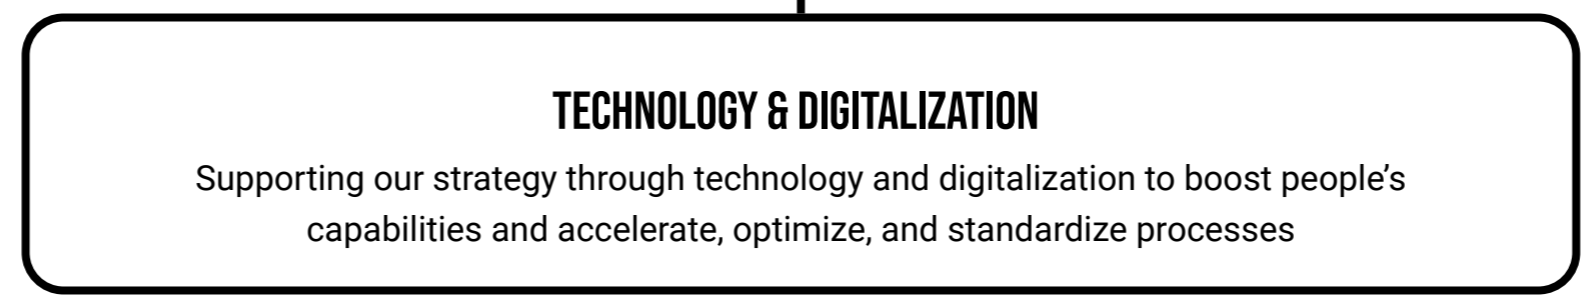 TECHNOLOGY & DIGITALIZATION
Supporting our strategy through technology and digitalization to boost people’s
capabilities and accelerate, optimize, and standardize processes